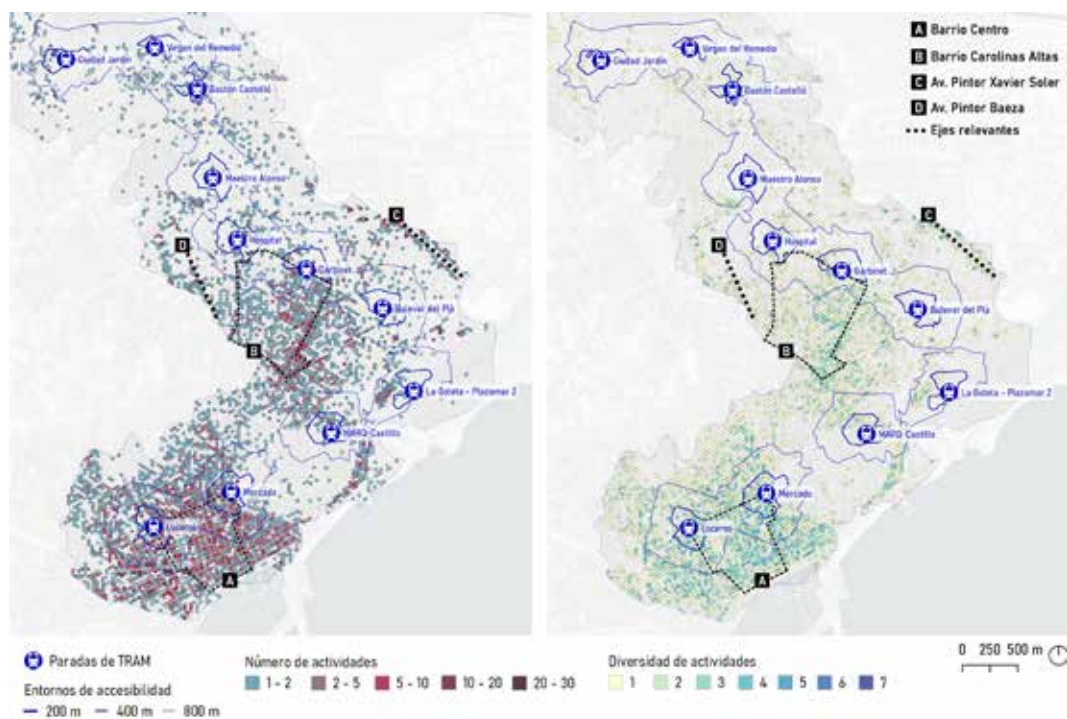 Ciudad Jardín
Virgen del Remedio
Gastón Castelló
Maestro Alonso
C
D
Hospital
Garbinet
Bulevar del Plá
B
La Goleta - Plazamar 2
MARQ-Castillo
Mercado
Luceros
A
A Barrio Centro
B Barrio Carolinas Altas
C Av. Pintor Xavier Soler
D Av. Pintor Baeza
Ejes relevantes
Ciudad Jardín
Virgen del Remedio
Gastón Castelló
Maestro Alonso
C
D
Hospital
Garbinet
Bulevar del Plá
B
La Goleta - Plazamar 2
MARQ-Castillo
Mercado
Luceros
A
Paradas de TRAM
Entornos de accesibilidad
200 m 400 m 800 m
Número de actividades
1 - 2 2 - 5 5 - 10 10 - 20 20 - 30
Diversidad de actividades
1 2 3 4 5 6 7
0 250 500 m